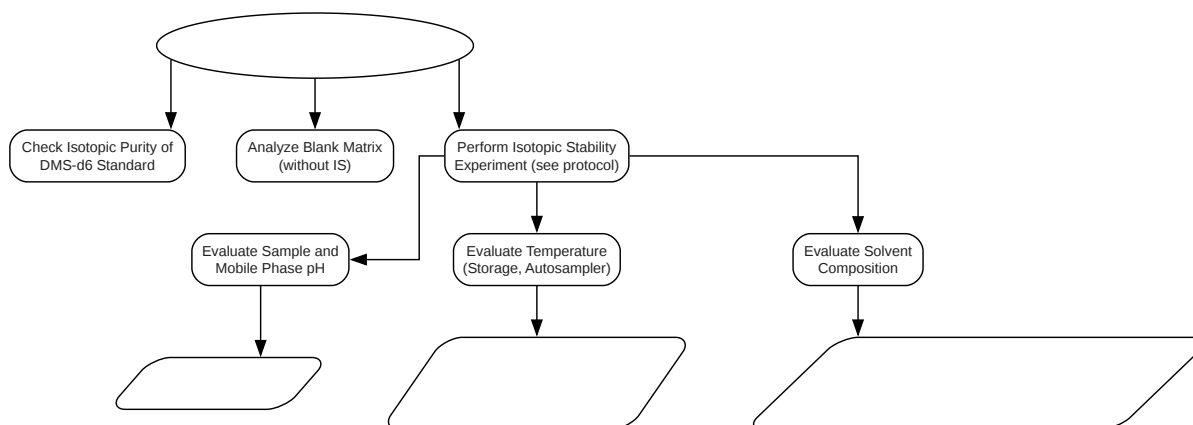 Check Isotopic Purity of
DMS-d6 Standard
Analyze Blank Matrix
(without IS)
Perform Isotopic Stability
Experiment (see protocol)
Evaluate Sample and
Mobile Phase pH
Evaluate Temperature
(Storage, Autosampler)
Evaluate Solvent
Composition